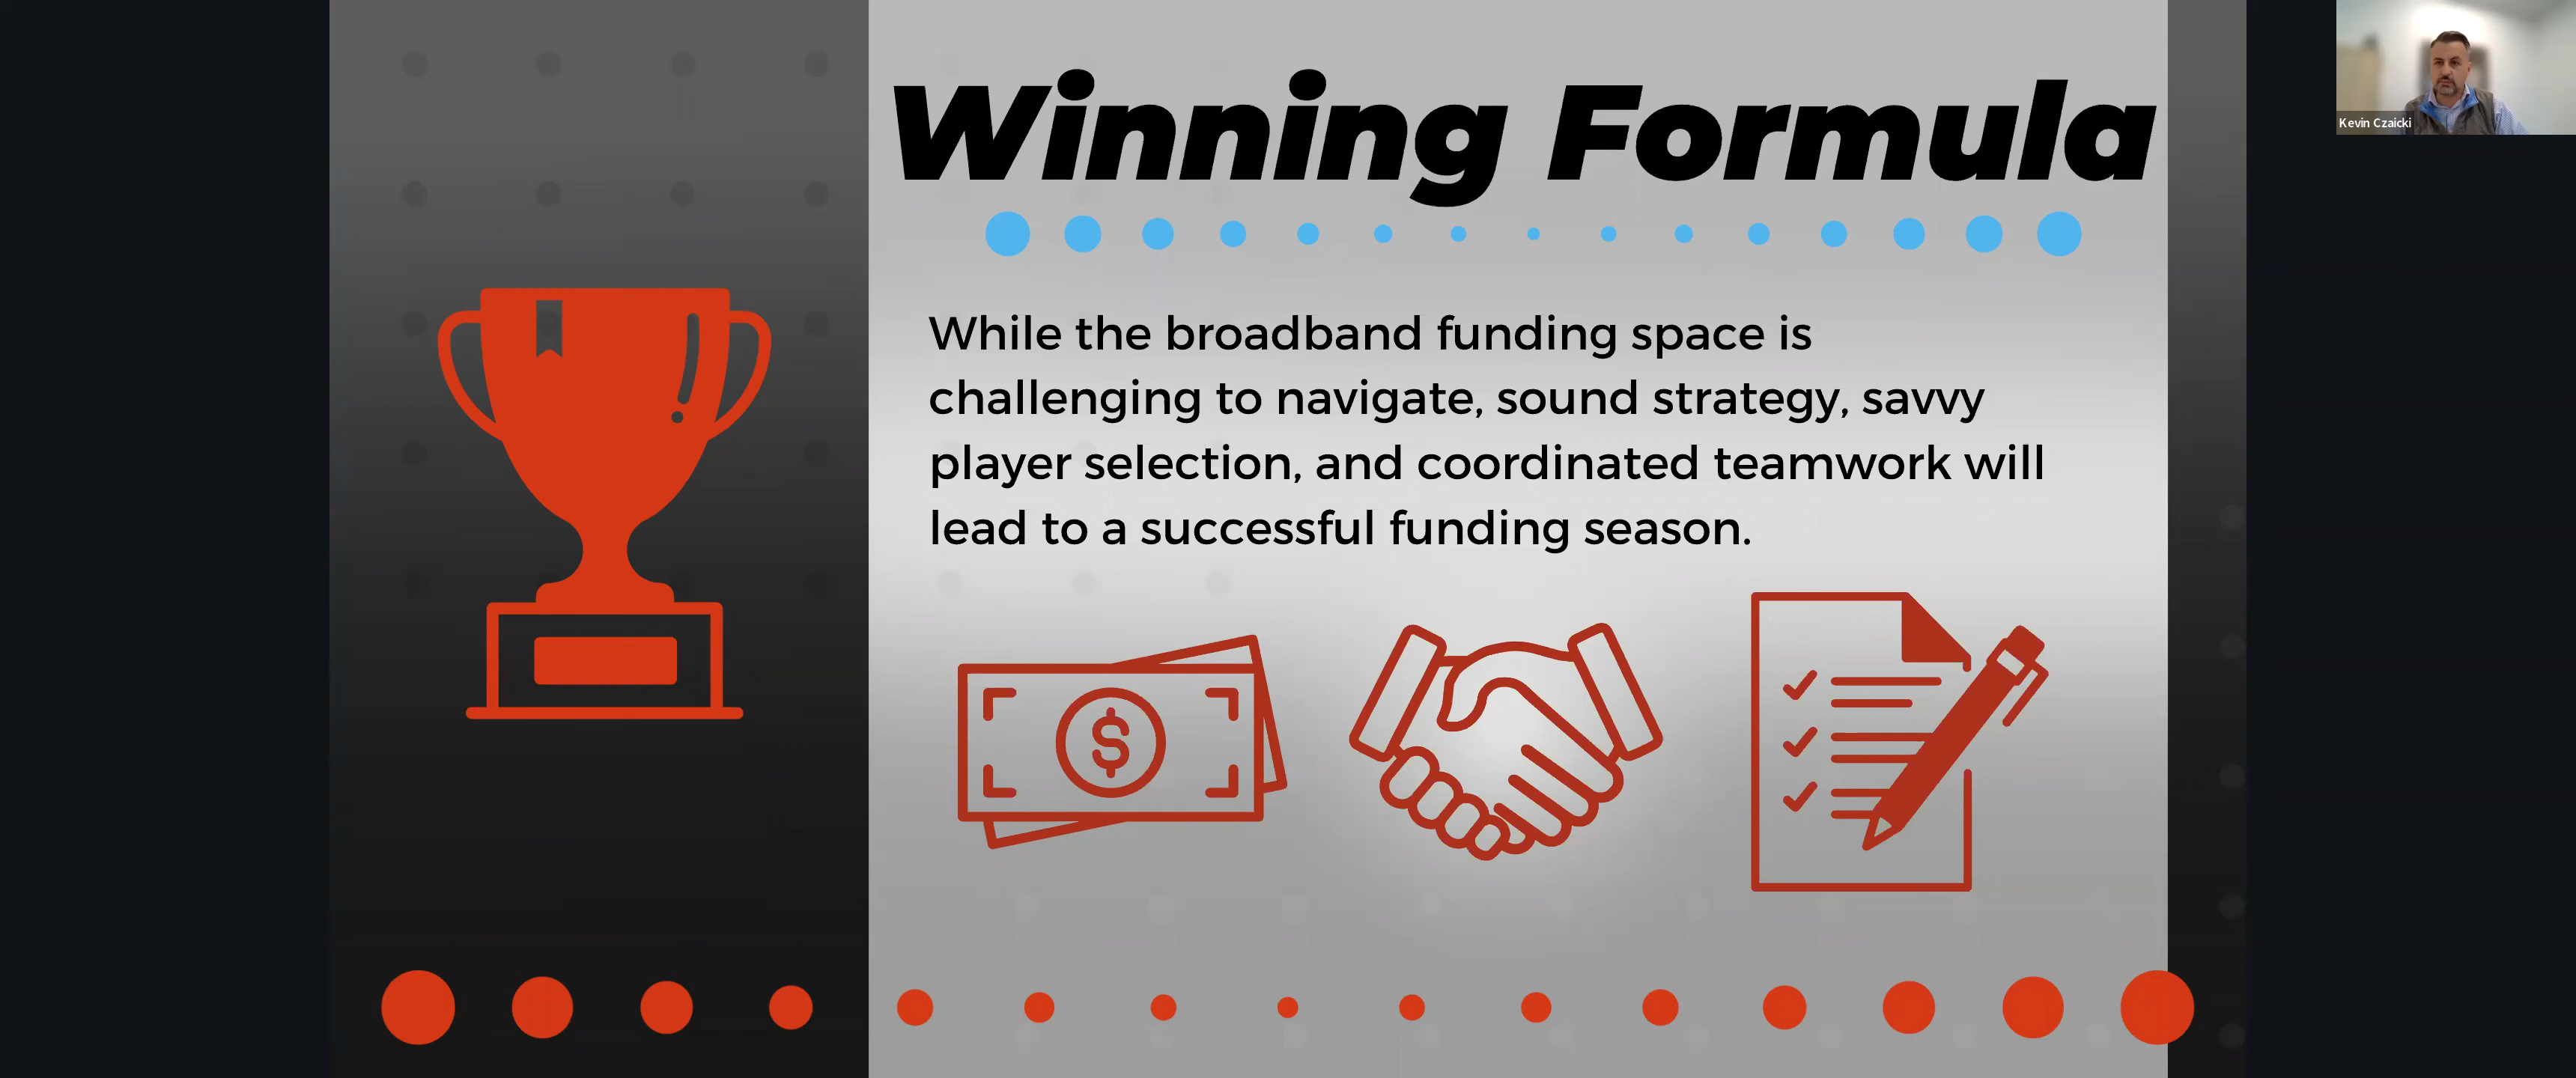 Winning Formula
While the broadband funding space is
challenging to navigate, sound strategy, savvy
player selection, and coordinated teamwork will
lead to a successful funding season.
$
Kevin Czaicki